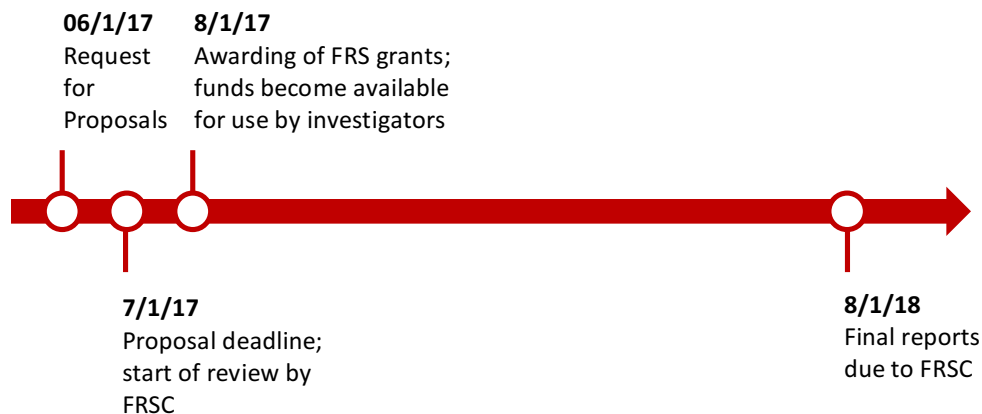 06/1/17
Request
for
Proposals
8/1/17
Awarding of FRS grants;
funds become available
for use by investigators
7/1/17
Proposal deadline;
start of review by
FRSC
8/1/18
Final reports
due to FRSC